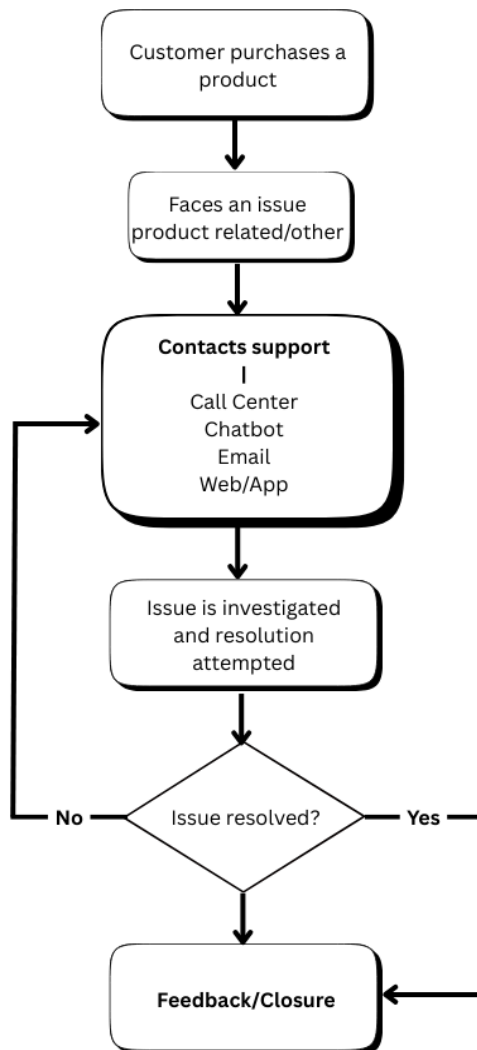 Customer purchases a
product
Faces an issue
product related/other
Contacts support
Call Center
Chatbot
Email
Web/App
Issue is investigated
and resolution
attempted
No
Issue resolved?
Yes
Feedback/Closure